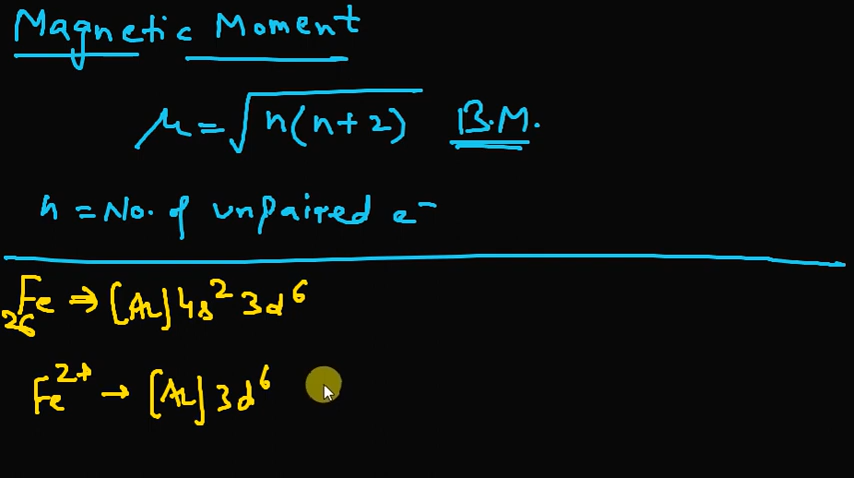 Magnetic Moment
μ = √n(n+2) B.M.
n = No. of unpaired e⁻
₂₆Fe ⇒ [Ar] 4s² 3d⁶
Fe²⁺ → [Ar] 3d⁶